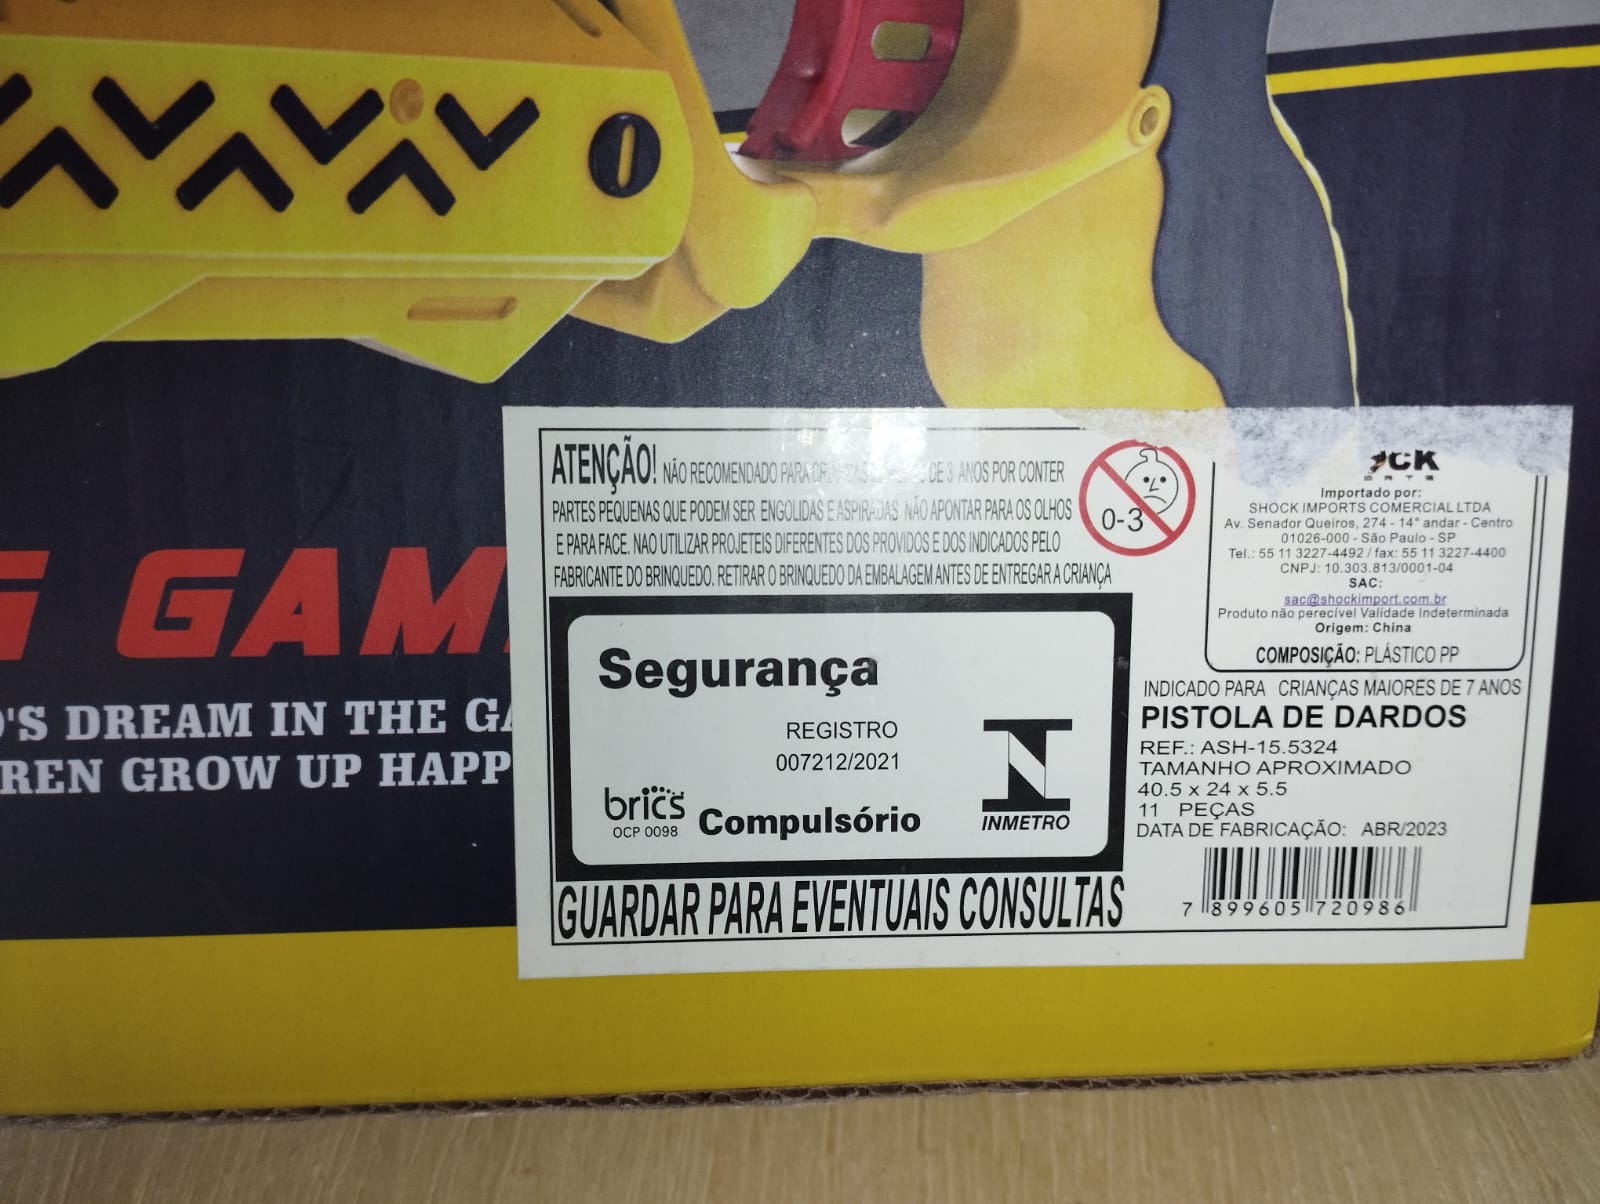 G GAM
'S DREAM IN THE GA
REN GROW UP HAPP
ATENÇÃO! NÃO RECOMENDADO PARA DE 3 ANOS POR CONTER
PARTES PEQUENAS QUE PODEM SER ENGOLIDAS E ASPIRADAS NÃO APONTAR PARA OS OLHOS
E PARA FACE. NAO UTILIZAR PROJETEIS DIFERENTES DOS PROVIDOS E DOS INDICADOS PELO
FABRICANTE DO BRINQUEDO. RETIRAR O BRINQUEDO DA EMBALAGEM ANTES DE ENTREGAR A CRIANÇA
0-3
Segurança
REGISTRO
007212/2021
brics
OCP 0098
Compulsório
INMETRO
GUARDAR PARA EVENTUAIS CONSULTAS
CK
Importado por:
SHOCK IMPORTS COMERCIAL LTDA
Av. Senador Queiros, 274 - 14° andar - Centro
01026-000 - São Paulo - SP
Tel.: 55 11 3227-4492 / fax: 55 11 3227-4400
CNPJ: 10.303.813/0001-04
SAC:
sac@shockimport.com.br
Produto não perecível Validade Indeterminada
Origem: China
COMPOSIÇÃO: PLÁSTICO PP
INDICADO PARA CRIANÇAS MAIORES DE 7 ANOS
PISTOLA DE DARDOS
REF.: ASH-15.5324
TAMANHO APROXIMADO
40.5 x 24 x 5.5
11 PEÇAS
DATA DE FABRICAÇÃO: ABR/2023
7 899605 720986